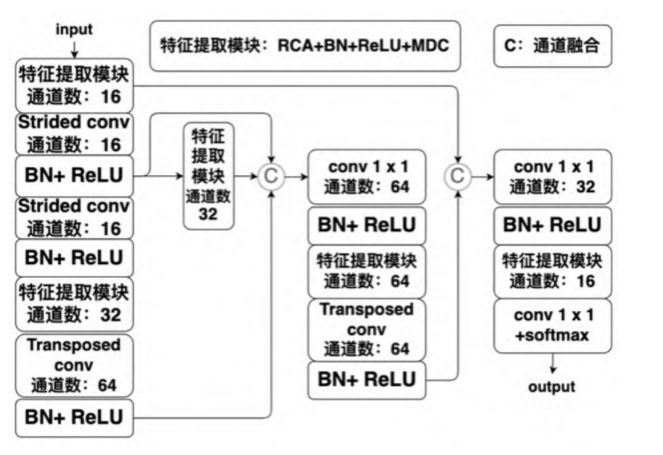 input
特征提取模块：RCA+BN+ReLU+MDC
C：通道融合
特征提取模块
通道数：16
Strided conv
通道数：16
BN+ ReLU
Strided conv
通道数：16
BN+ ReLU
特征提取模块
通道数：32
Transposed
conv
通道数：64
BN+ ReLU
特征
提取
模块
通道数
32
C
conv 1 x 1
通道数：64
BN+ ReLU
特征提取模块
通道数：64
Transposed
conv
通道数：64
BN+ ReLU
C
conv 1 x 1
通道数：32
BN+ ReLU
特征提取模块
通道数：16
conv 1 x 1
+softmax
output